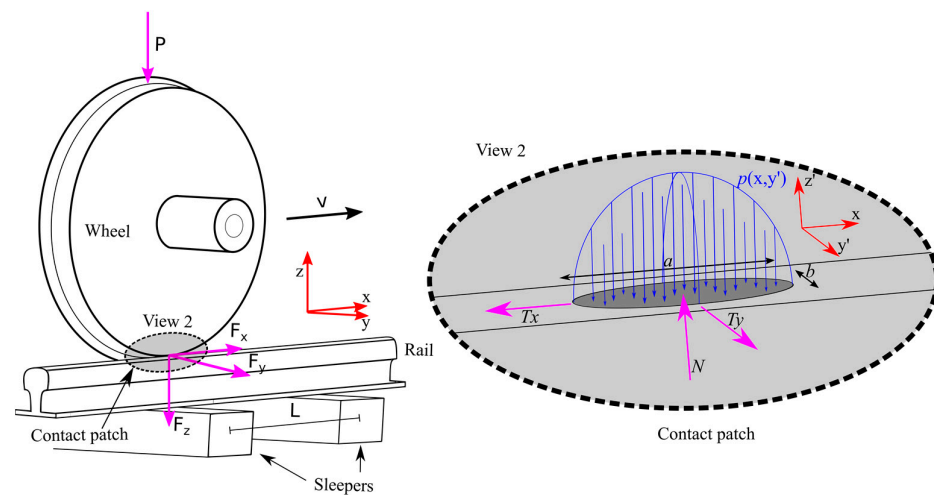 P
Wheel
v
z
x
y
View 2
Fx
Fy
Fz
Rail
Contact patch
L
Sleepers
View 2
p(x,y')
z'
x
y'
a
b
Tx
Ty
N
Contact patch